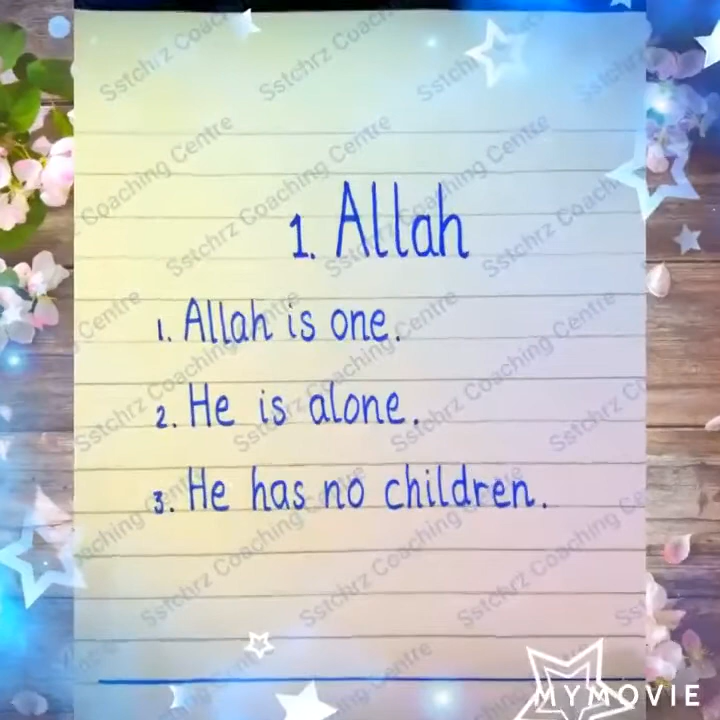 Sstchrz Coaching Centre
1. Allah
1. Allah is one.
2. He is alone.
3. He has no children.
MYMOVIE